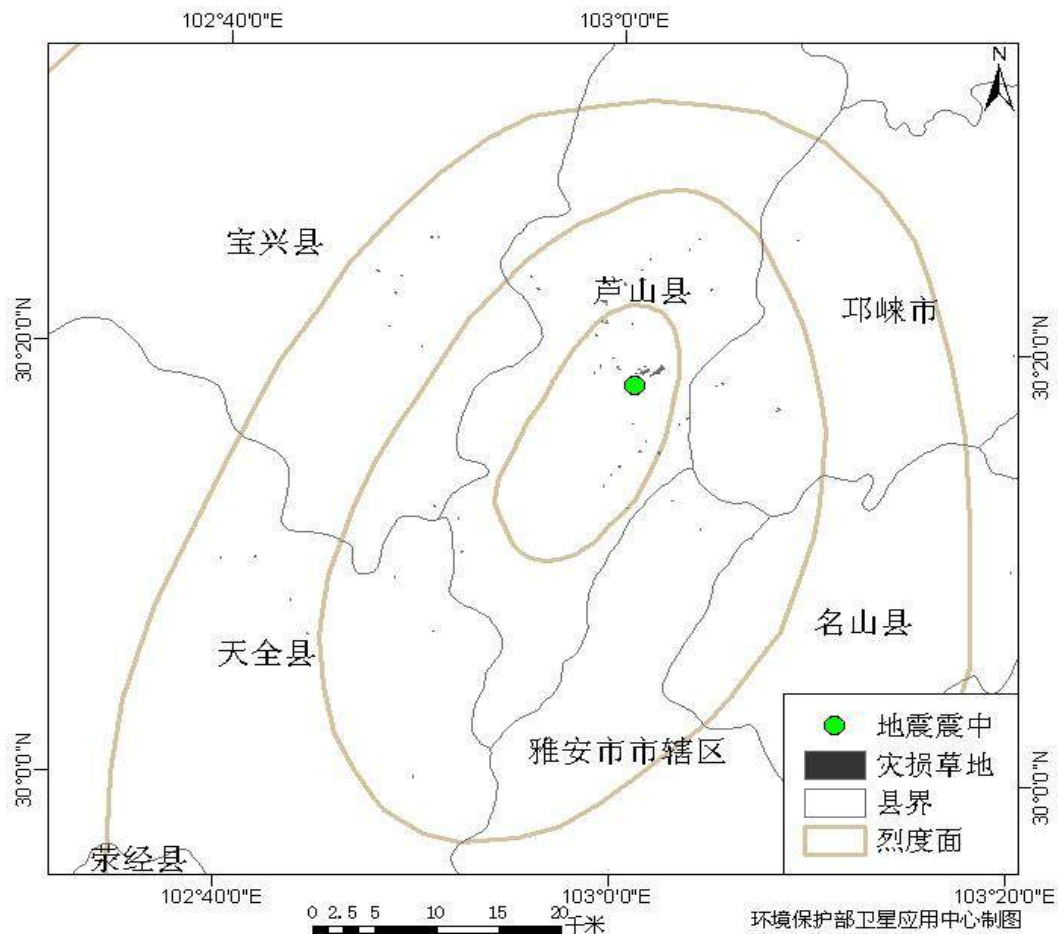 102°40'0"E
103°0'0"E
N
宝兴县
芦山县
邛崃市
30°20'0"N
30°20'0"N
天全县
名山县
雅安市市辖区
30°0'0"N
30°0'0"N
荥经县
地震震中
灾损草地
县界
烈度面
102°40'0"E
103°0'0"E
103°20'0"E
0 2.5 5 10 15 20
千米
环境保护部卫星应用中心制图